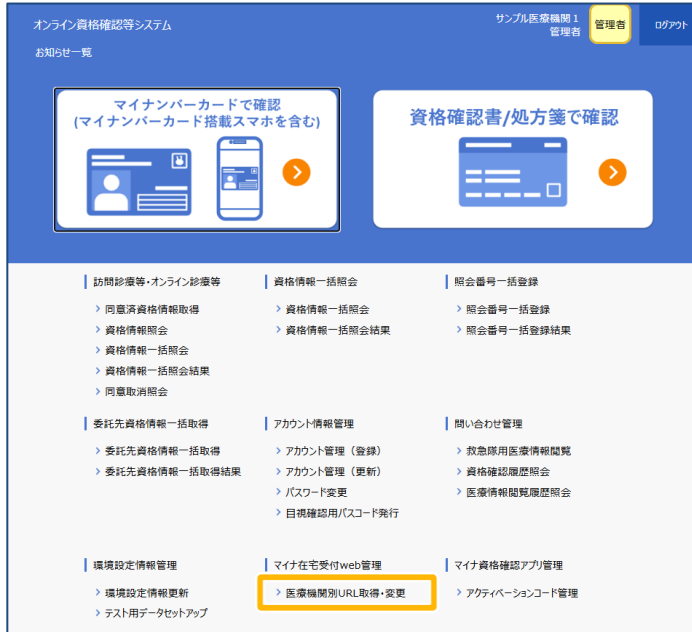 オンライン資格確認等システム
サンプル医療機関1
管理者
管理者
ログアウト
お知らせ一覧
マイナンバーカードで確認
(マイナンバーカード搭載スマホを含む)
資格確認書/処方箋で確認
訪問診療等・オンライン診療等
同意済資格情報取得
資格情報照会
資格情報一括照会
資格情報一括照会結果
同意取消照会
資格情報一括照会
資格情報一括照会
資格情報一括照会結果
照会番号一括登録
照会番号一括登録
照会番号一括登録結果
委託先資格情報一括取得
委託先資格情報一括取得
委託先資格情報一括取得結果
アカウント情報管理
アカウント管理（登録）
アカウント管理（更新）
パスワード変更
目視確認用パスコード発行
問い合わせ管理
救急隊用医療情報閲覧
資格確認履歴照会
医療情報閲覧履歴照会
環境設定情報管理
環境設定情報更新
テスト用データセットアップ
マイナ在宅受付web管理
医療機関別URL取得・変更
マイナ資格確認アプリ管理
アクティベーションコード管理